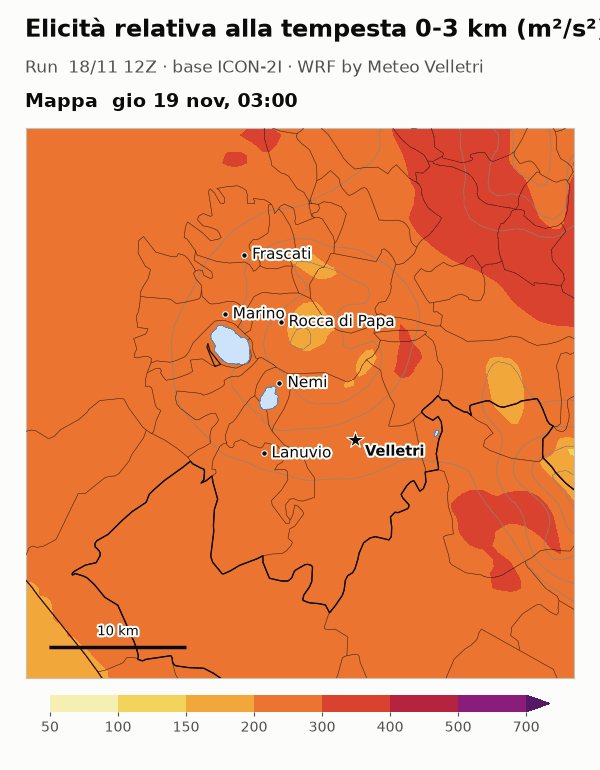 Elicità relativa alla tempesta 0-3 km (m²/s²)
Run 18/11 12Z · base ICON-2I · WRF by Meteo Velletri
Mappa gio 19 nov, 03:00
Frascati
Marino
Rocca di Papa
Nemi
Velletri
Lanuvio
10 km
50 100 150 200 300 400 500 700